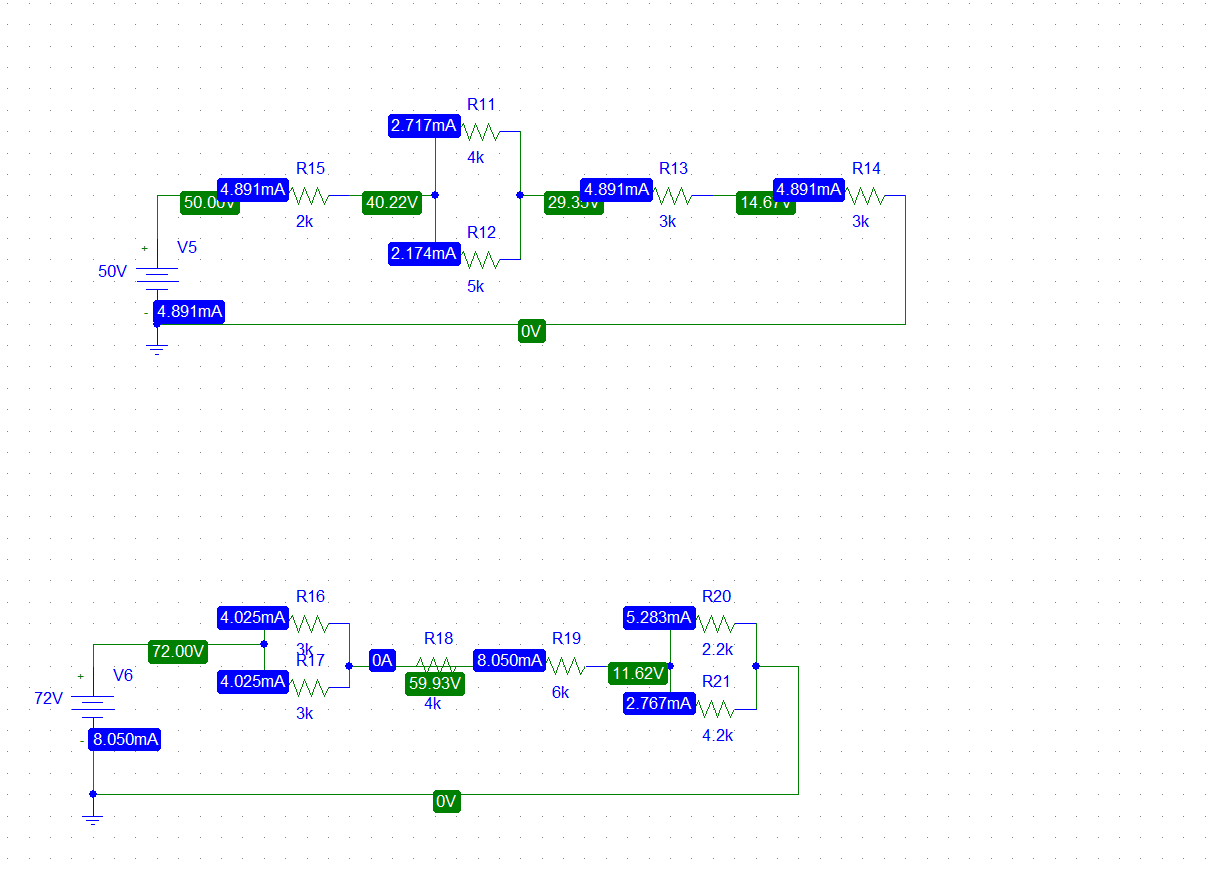 R11
2.717mA
4k
R15
R13
R14
50.00V
4.891mA
40.22V
29.35V
4.891mA
14.67V
4.891mA
2k
3k
3k
R12
2.174mA
5k
+
V5
50V
-
4.891mA
0V
R16
R20
4.025mA
5.283mA
3k
2.2k
R17
R18
R19
72.00V
0A
8.050mA
4.025mA
59.93V
11.62V
+
V6
72V
3k
4k
6k
R21
2.767mA
4.2k
-
8.050mA
0V